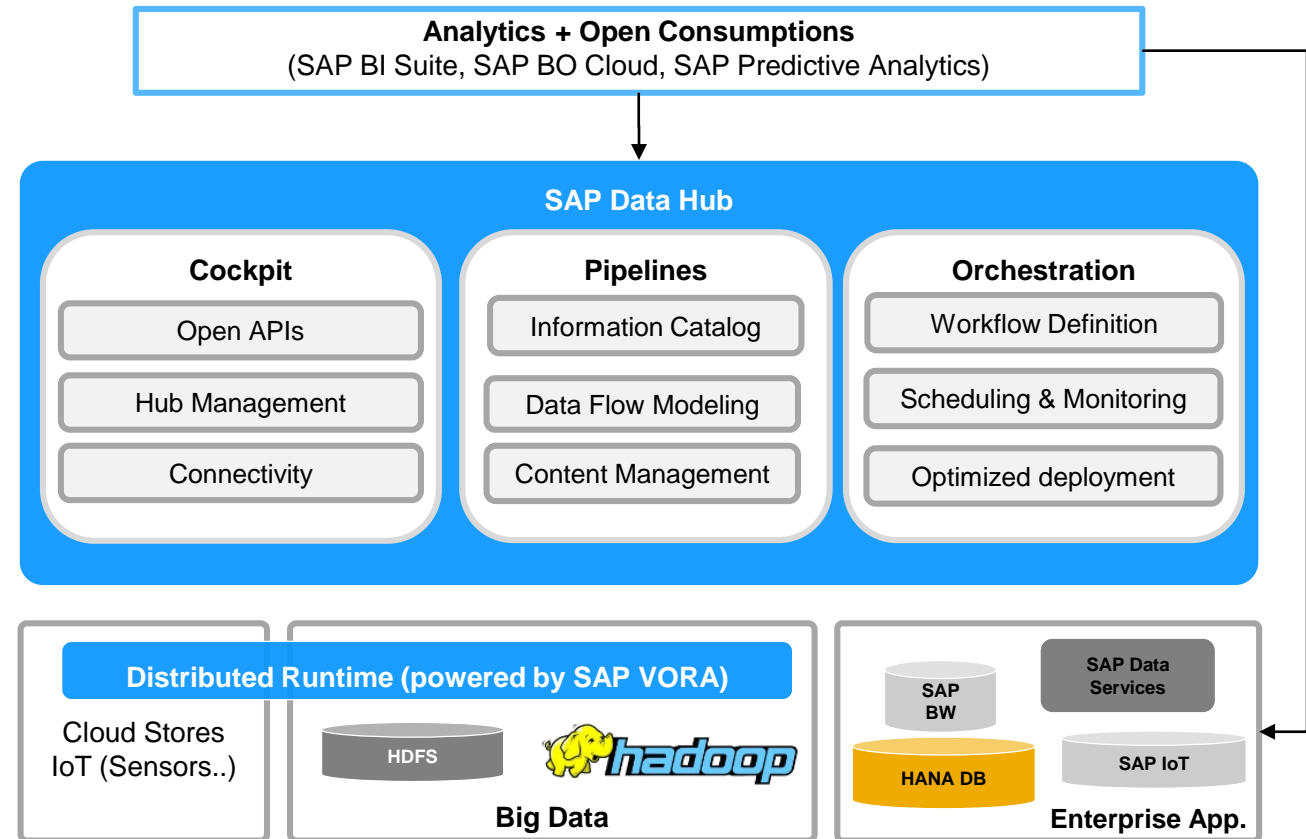 Analytics + Open Consumptions
(SAP BI Suite, SAP BO Cloud, SAP Predictive Analytics)
SAP Data Hub
Cockpit
Open APIs
Hub Management
Connectivity
Pipelines
Information Catalog
Data Flow Modeling
Content Management
Orchestration
Workflow Definition
Scheduling & Monitoring
Optimized deployment
Distributed Runtime (powered by SAP VORA)
Cloud Stores
IoT (Sensors..)
HDFS
hadoop
Big Data
SAP
BW
SAP Data
Services
HANA DB
SAP IoT
Enterprise App.